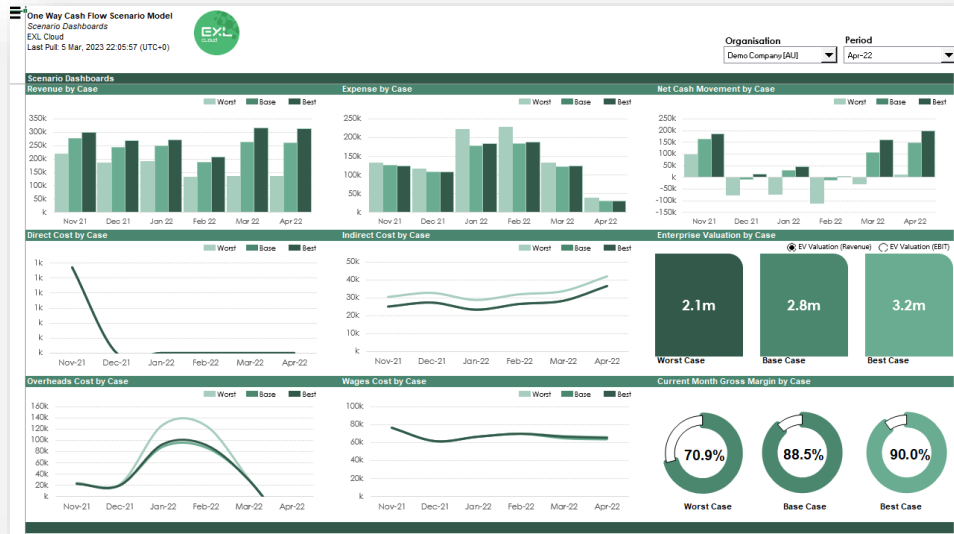 One Way Cash Flow Scenario Model
Scenario Dashboards
EXL Cloud
Last Pull: 5 Mar, 2023 22:05:57 (UTC+0)
EXL
CLOUD
Organisation
Period
Demo Company (AU)
Apr-22
Scenario Dashboards
Revenue by Case
Worst Base Best
350k
300k
250k
200k
150k
100k
50k
k
Nov 21 Dec 21 Jan 22 Feb 22 Mar 22 Apr 22
Expense by Case
Worst Base Best
250k
200k
150k
100k
50k
k
Nov 21 Dec 21 Jan 22 Feb 22 Mar 22 Apr 22
Net Cash Movement by Case
Worst Base Best
250k
200k
150k
100k
50k
k
-50k
-100k
-150k
Nov 21 Dec 21 Jan 22 Feb 22 Mar 22 Apr 22
Direct Cost by Case
Worst Base Best
1k
1k
1k
1k
k
k
k
Nov-21 Dec-21 Jan-22 Feb-22 Mar-22 Apr-22
Indirect Cost by Case
Worst Base Best
50k
40k
30k
20k
10k
k
Nov-21 Dec-21 Jan-22 Feb-22 Mar-22 Apr-22
Enterprise Valuation by Case
EV Valuation (Revenue) EV Valuation (EBIT)
2.1m
2.8m
3.2m
Worst Case
Base Case
Best Case
Overheads Cost by Case
Worst Base Best
160k
140k
120k
100k
80k
60k
40k
20k
k
Nov-21 Dec-21 Jan-22 Feb-22 Mar-22 Apr-22
Wages Cost by Case
Worst Base Best
100k
80k
60k
40k
20k
k
Nov-21 Dec-21 Jan-22 Feb-22 Mar-22 Apr-22
Current Month Gross Margin by Case
70.9%
88.5%
90.0%
Worst Case
Base Case
Best Case